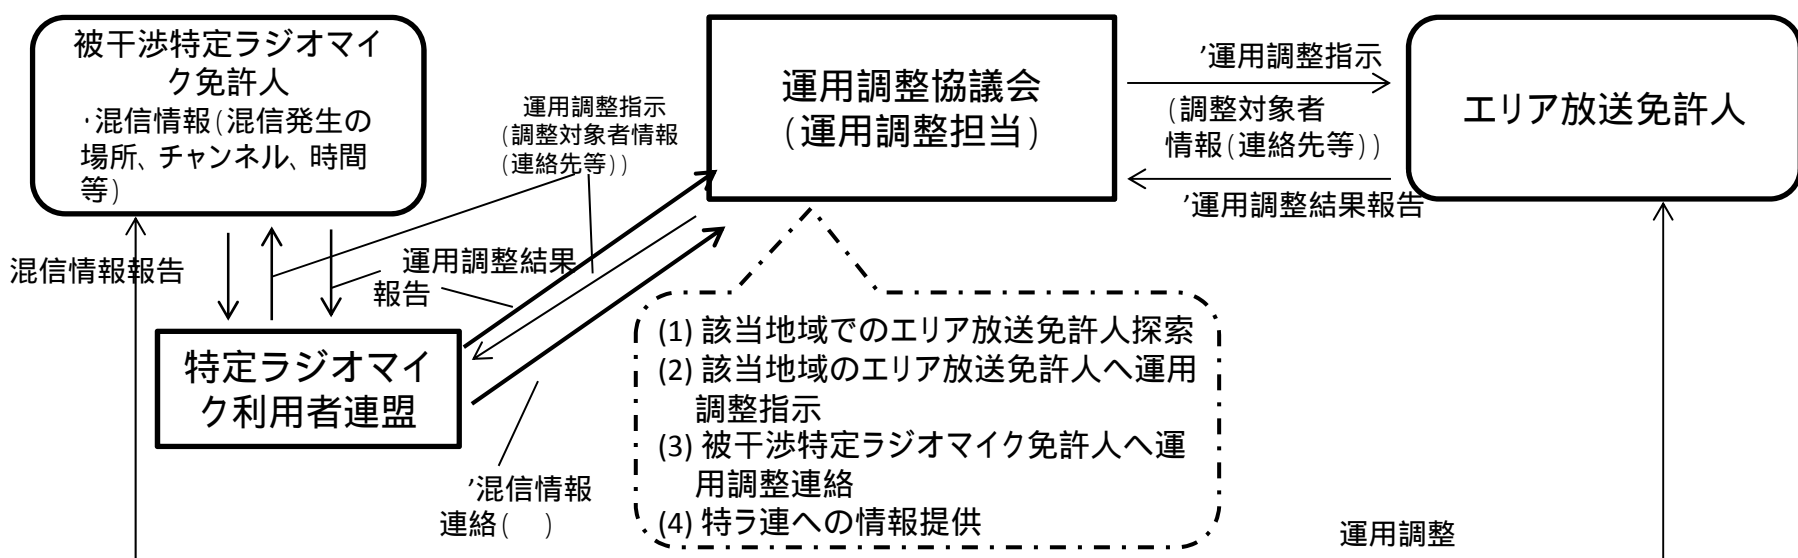 被干渉特定ラジオマイ
ク免許人
・混信情報(混信発生の
場所、チャンネル、時間
等)
運用調整指示
(調整対象者情報
(連絡先等))
運用調整協議会
(運用調整担当)
’運用調整指示
(調整対象者
情報(連絡先等))
’運用調整結果報告
エリア放送免許人
混信情報報告
運用調整結果
報告
特定ラジオマイ
ク利用者連盟
’混信情報
連絡( )
(1) 該当地域でのエリア放送免許人探索
(2) 該当地域のエリア放送免許人へ運用
調整指示
(3) 被干渉特定ラジオマイク免許人へ運
用調整連絡
(4) 特ラ連への情報提供
運用調整